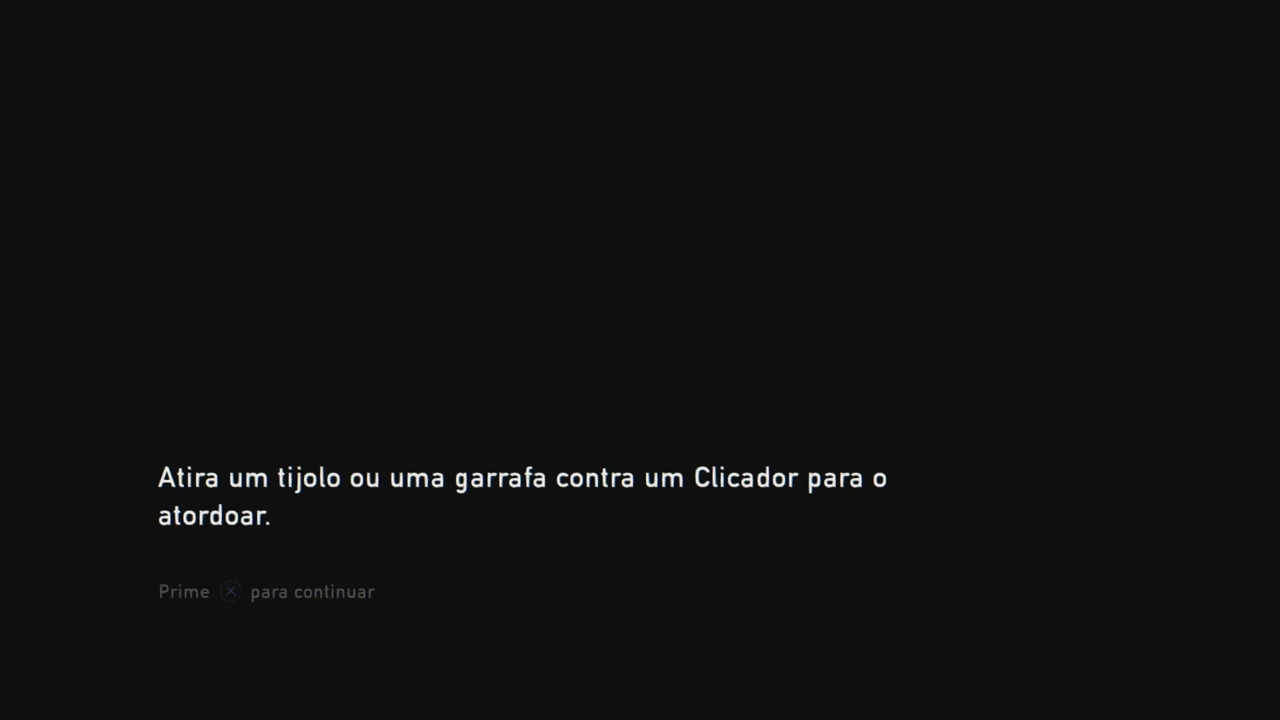 Atira um tijolo ou uma garrafa contra um Clicador para o
atordoar.
Prime ⓧ para continuar